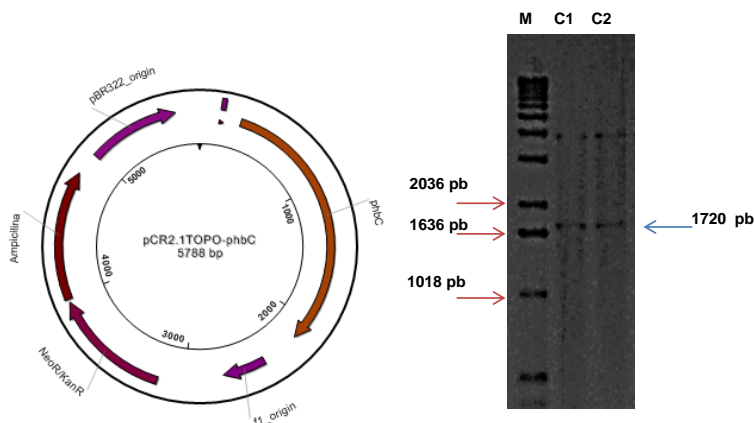 M C1 C2
pBR322_origin
phbC
5000
1000
Ampicilina
pCR2.1TOPO-phbC
5788 bp
4000
2000
3000
NeoR/KanR
f1_origin
2036 pb
1636 pb
1720 pb
1018 pb